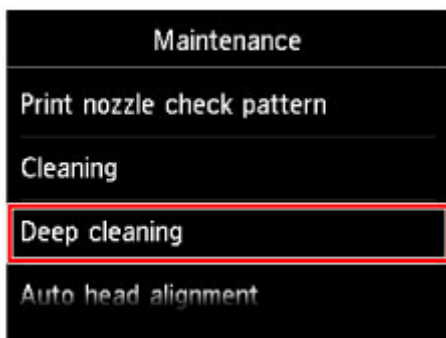 Maintenance
Print nozzle check pattern
Cleaning
Deep cleaning
Auto head alignment